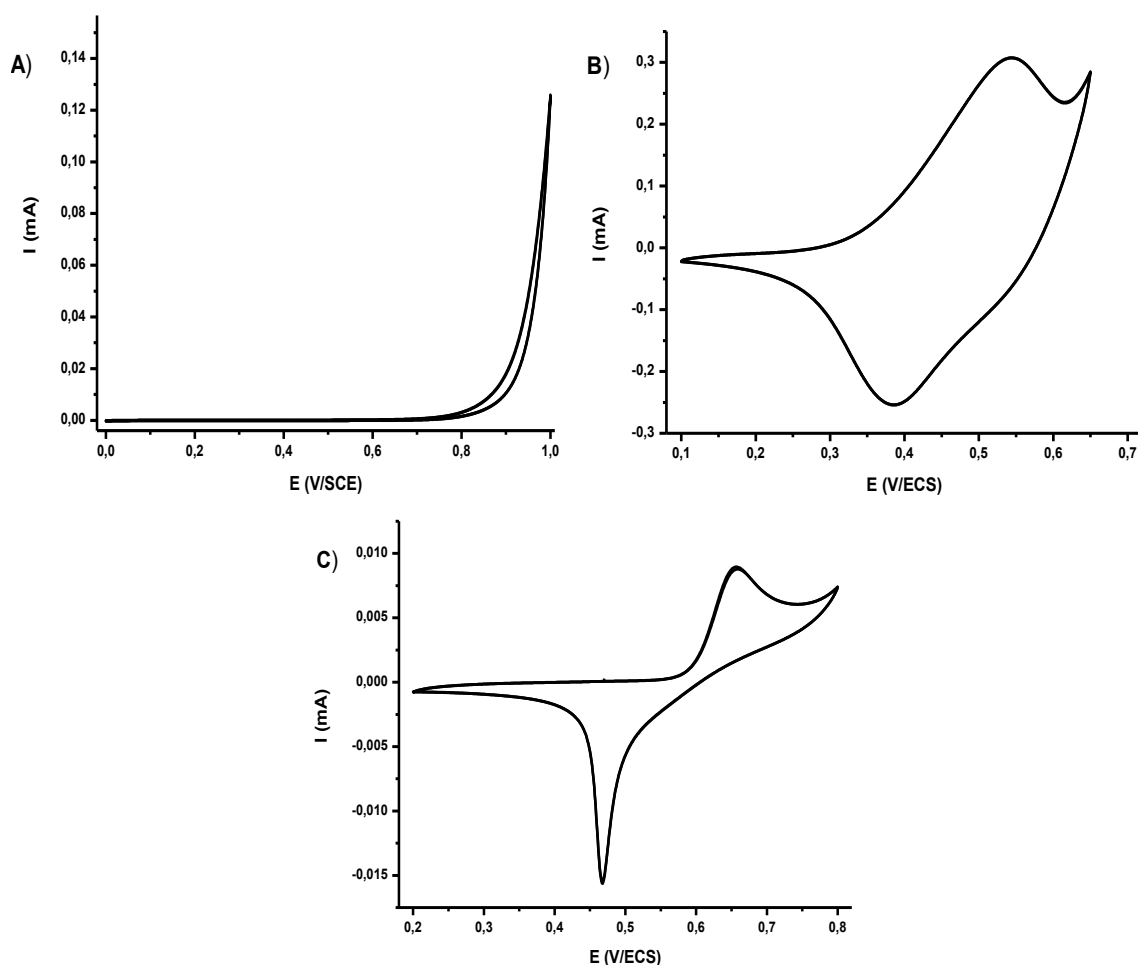 A)
I (mA)
0,14
0,12
0,10
0,08
0,06
0,04
0,02
0,00
0,0 0,2 0,4 0,6 0,8 1,0
E (V/SCE)
B)
I (mA)
0,3
0,2
0,1
0,0
-0,1
-0,2
-0,3
0,1 0,2 0,3 0,4 0,5 0,6 0,7
E (V/ECS)
C)
I (mA)
0,010
0,005
0,000
-0,005
-0,010
-0,015
0,2 0,3 0,4 0,5 0,6 0,7 0,8
E (V/ECS)